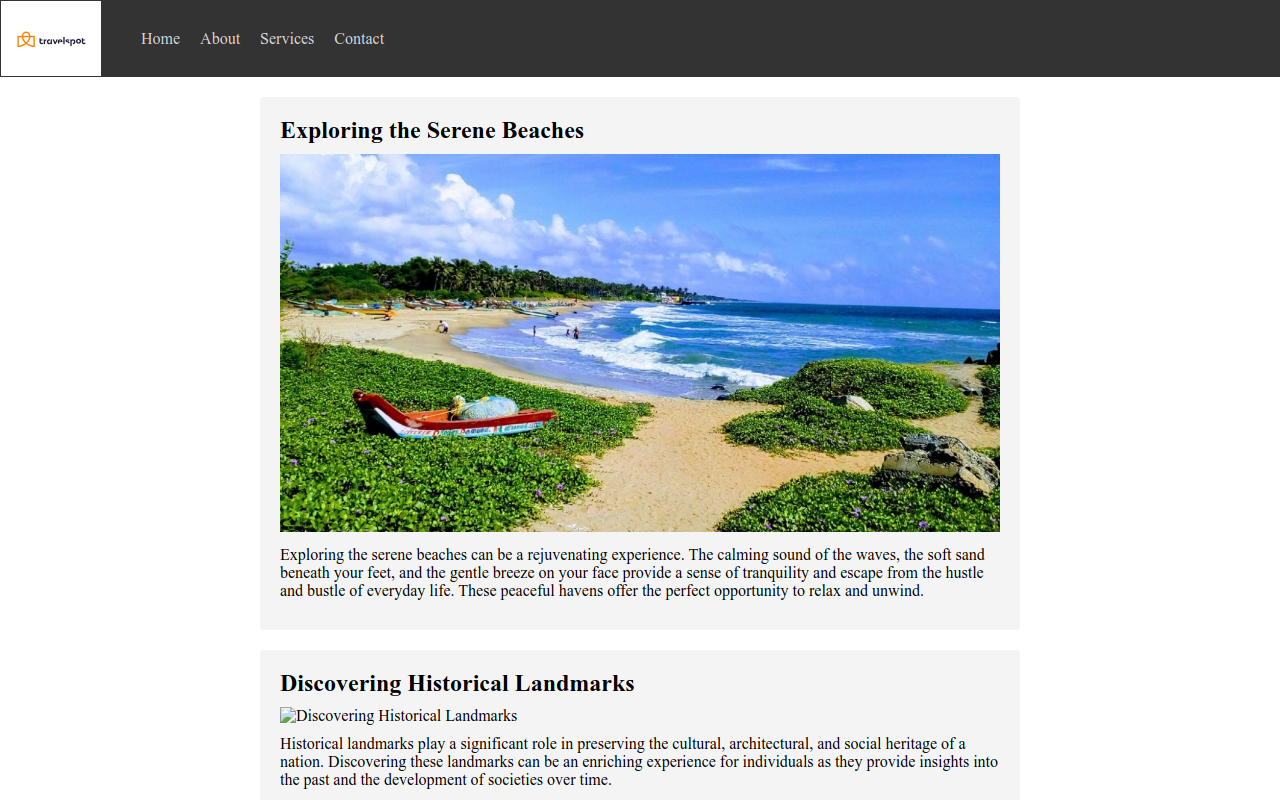 travelspot
Home About Services Contact
Exploring the Serene Beaches
Exploring the serene beaches can be a rejuvenating experience. The calming sound of the waves, the soft sand
beneath your feet, and the gentle breeze on your face provide a sense of tranquility and escape from the hustle
and bustle of everyday life. These peaceful havens offer the perfect opportunity to relax and unwind.
Discovering Historical Landmarks
Discovering Historical Landmarks
Historical landmarks play a significant role in preserving the cultural, architectural, and social heritage of a
nation. Discovering these landmarks can be an enriching experience for individuals as they provide insights into
the past and the development of societies over time.